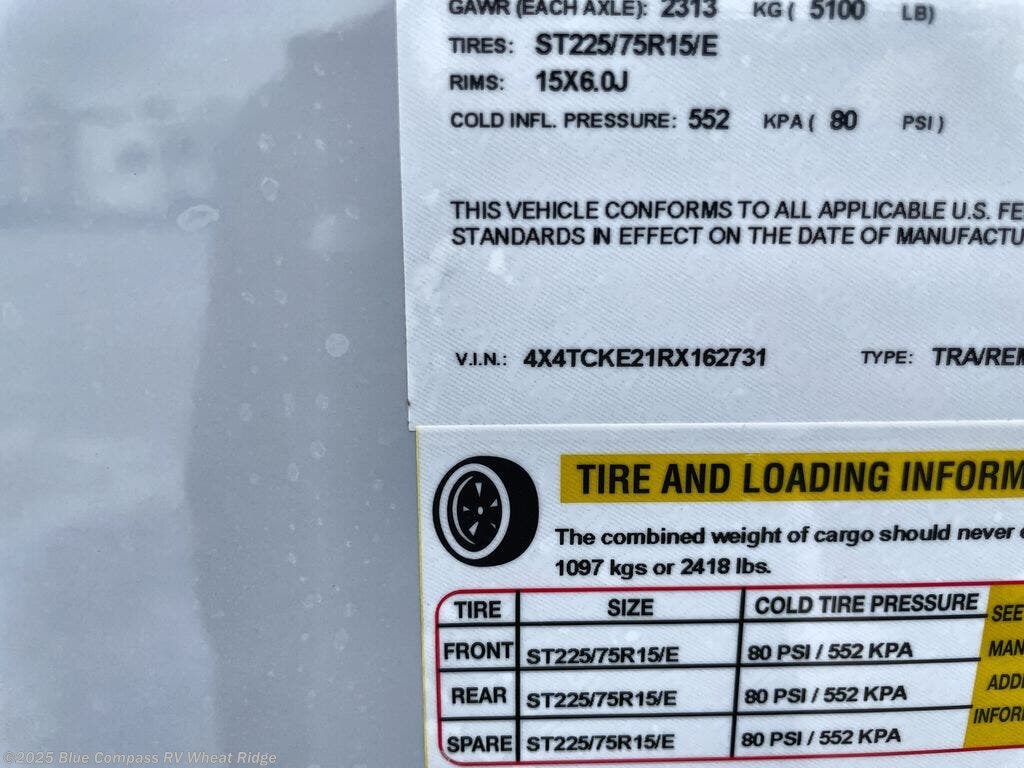 GAWR (EACH AXLE): 2313 KG ( 5100 LB)
TIRES: ST225/75R15/E
RIMS: 15X6.0J
COLD INFL. PRESSURE: 552 KPA ( 80 PSI )
THIS VEHICLE CONFORMS TO ALL APPLICABLE U.S. FE
STANDARDS IN EFFECT ON THE DATE OF MANUFACTU
V.I.N.: 4X4TCKE21RX162731 TYPE: TRA/REM
TIRE AND LOADING INFORM
The combined weight of cargo should never
1097 kgs or 2418 lbs.
TIRE SIZE COLD TIRE PRESSURE SEE
FRONT ST225/75R15/E 80 PSI / 552 KPA MAN
REAR ST225/75R15/E 80 PSI / 552 KPA ADDI
INFOR
SPARE ST225/75R15/E 80 PSI / 552 KPA
©2025 Blue Compass RV Wheat Ridge